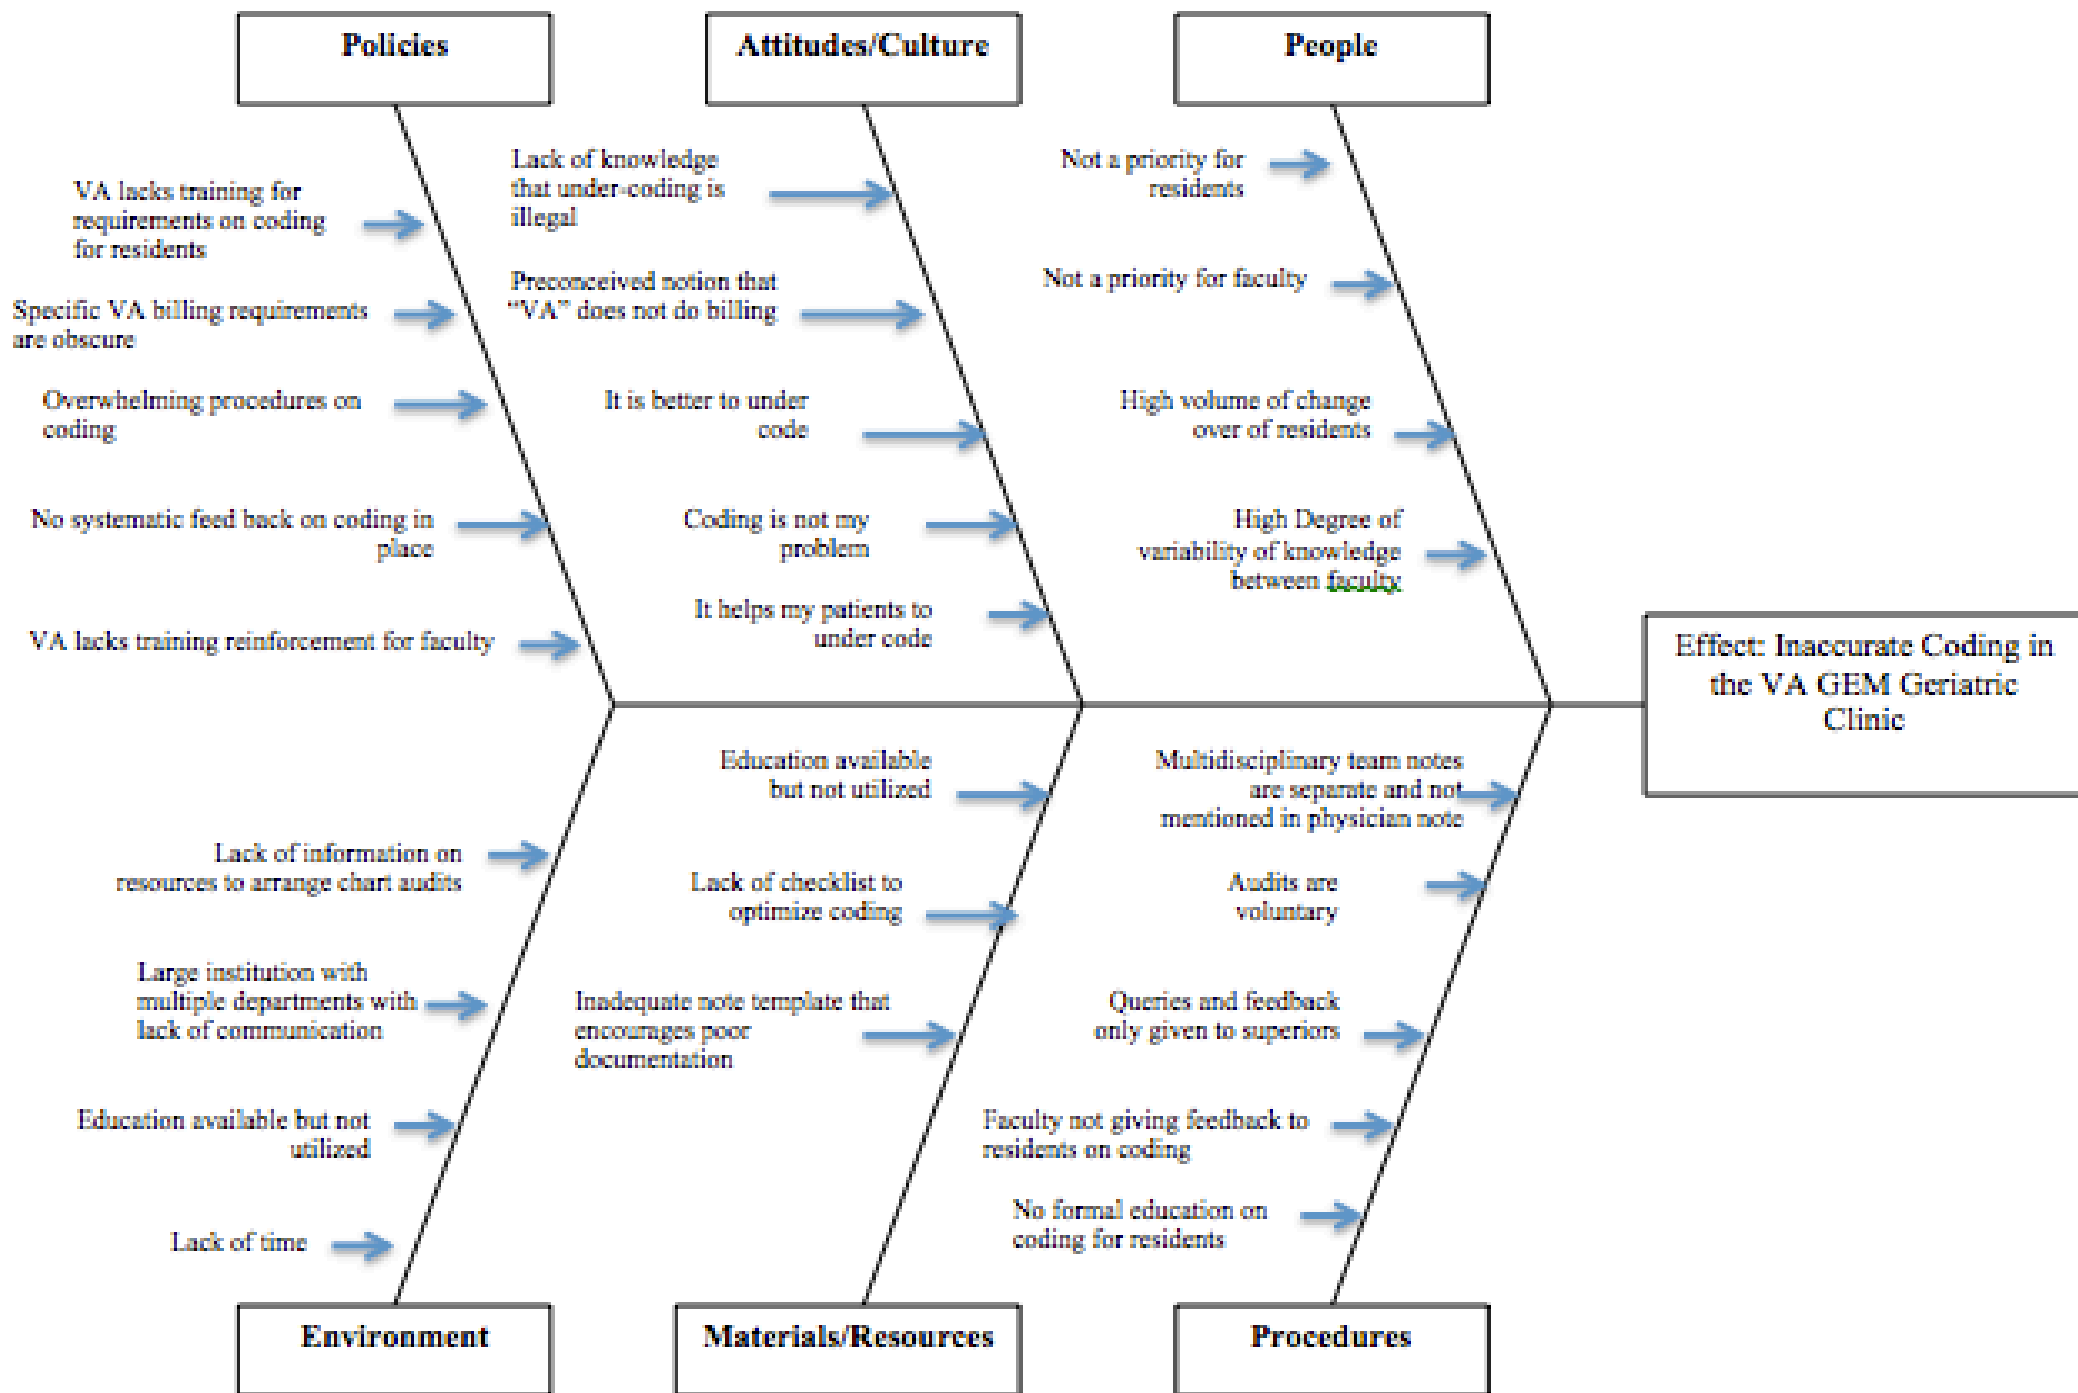 Policies
Attitudes/Culture
People
VA lacks training for
requirements on coding
for residents
Specific VA billing requirements
are obscure
Overwhelming procedures on
coding
No systematic feed back on coding in
place
VA lacks training reinforcement for faculty
Lack of knowledge
that under-coding is
illegal
Preconceived notion that
“VA” does not do billing
It is better to under
code
Coding is not my
problem
It helps my patients to
under code
Not a priority for
residents
Not a priority for faculty
High volume of change
over of residents
High Degree of
variability of knowledge
between faculty
Effect: Inaccurate Coding in
the VA GEM Geriatric
Clinic
Lack of information on
resources to arrange chart audits
Large institution with
multiple departments with
lack of communication
Education available but not
utilized
Lack of time
Education available
but not utilized
Lack of checklist to
optimize coding
Inadequate note template that
encourages poor
documentation
Multidisciplinary team notes
are separate and not
mentioned in physician note
Audits are
voluntary
Queries and feedback
only given to superiors
Faculty not giving feedback to
residents on coding
No formal education on
coding for residents
Environment
Materials/Resources
Procedures